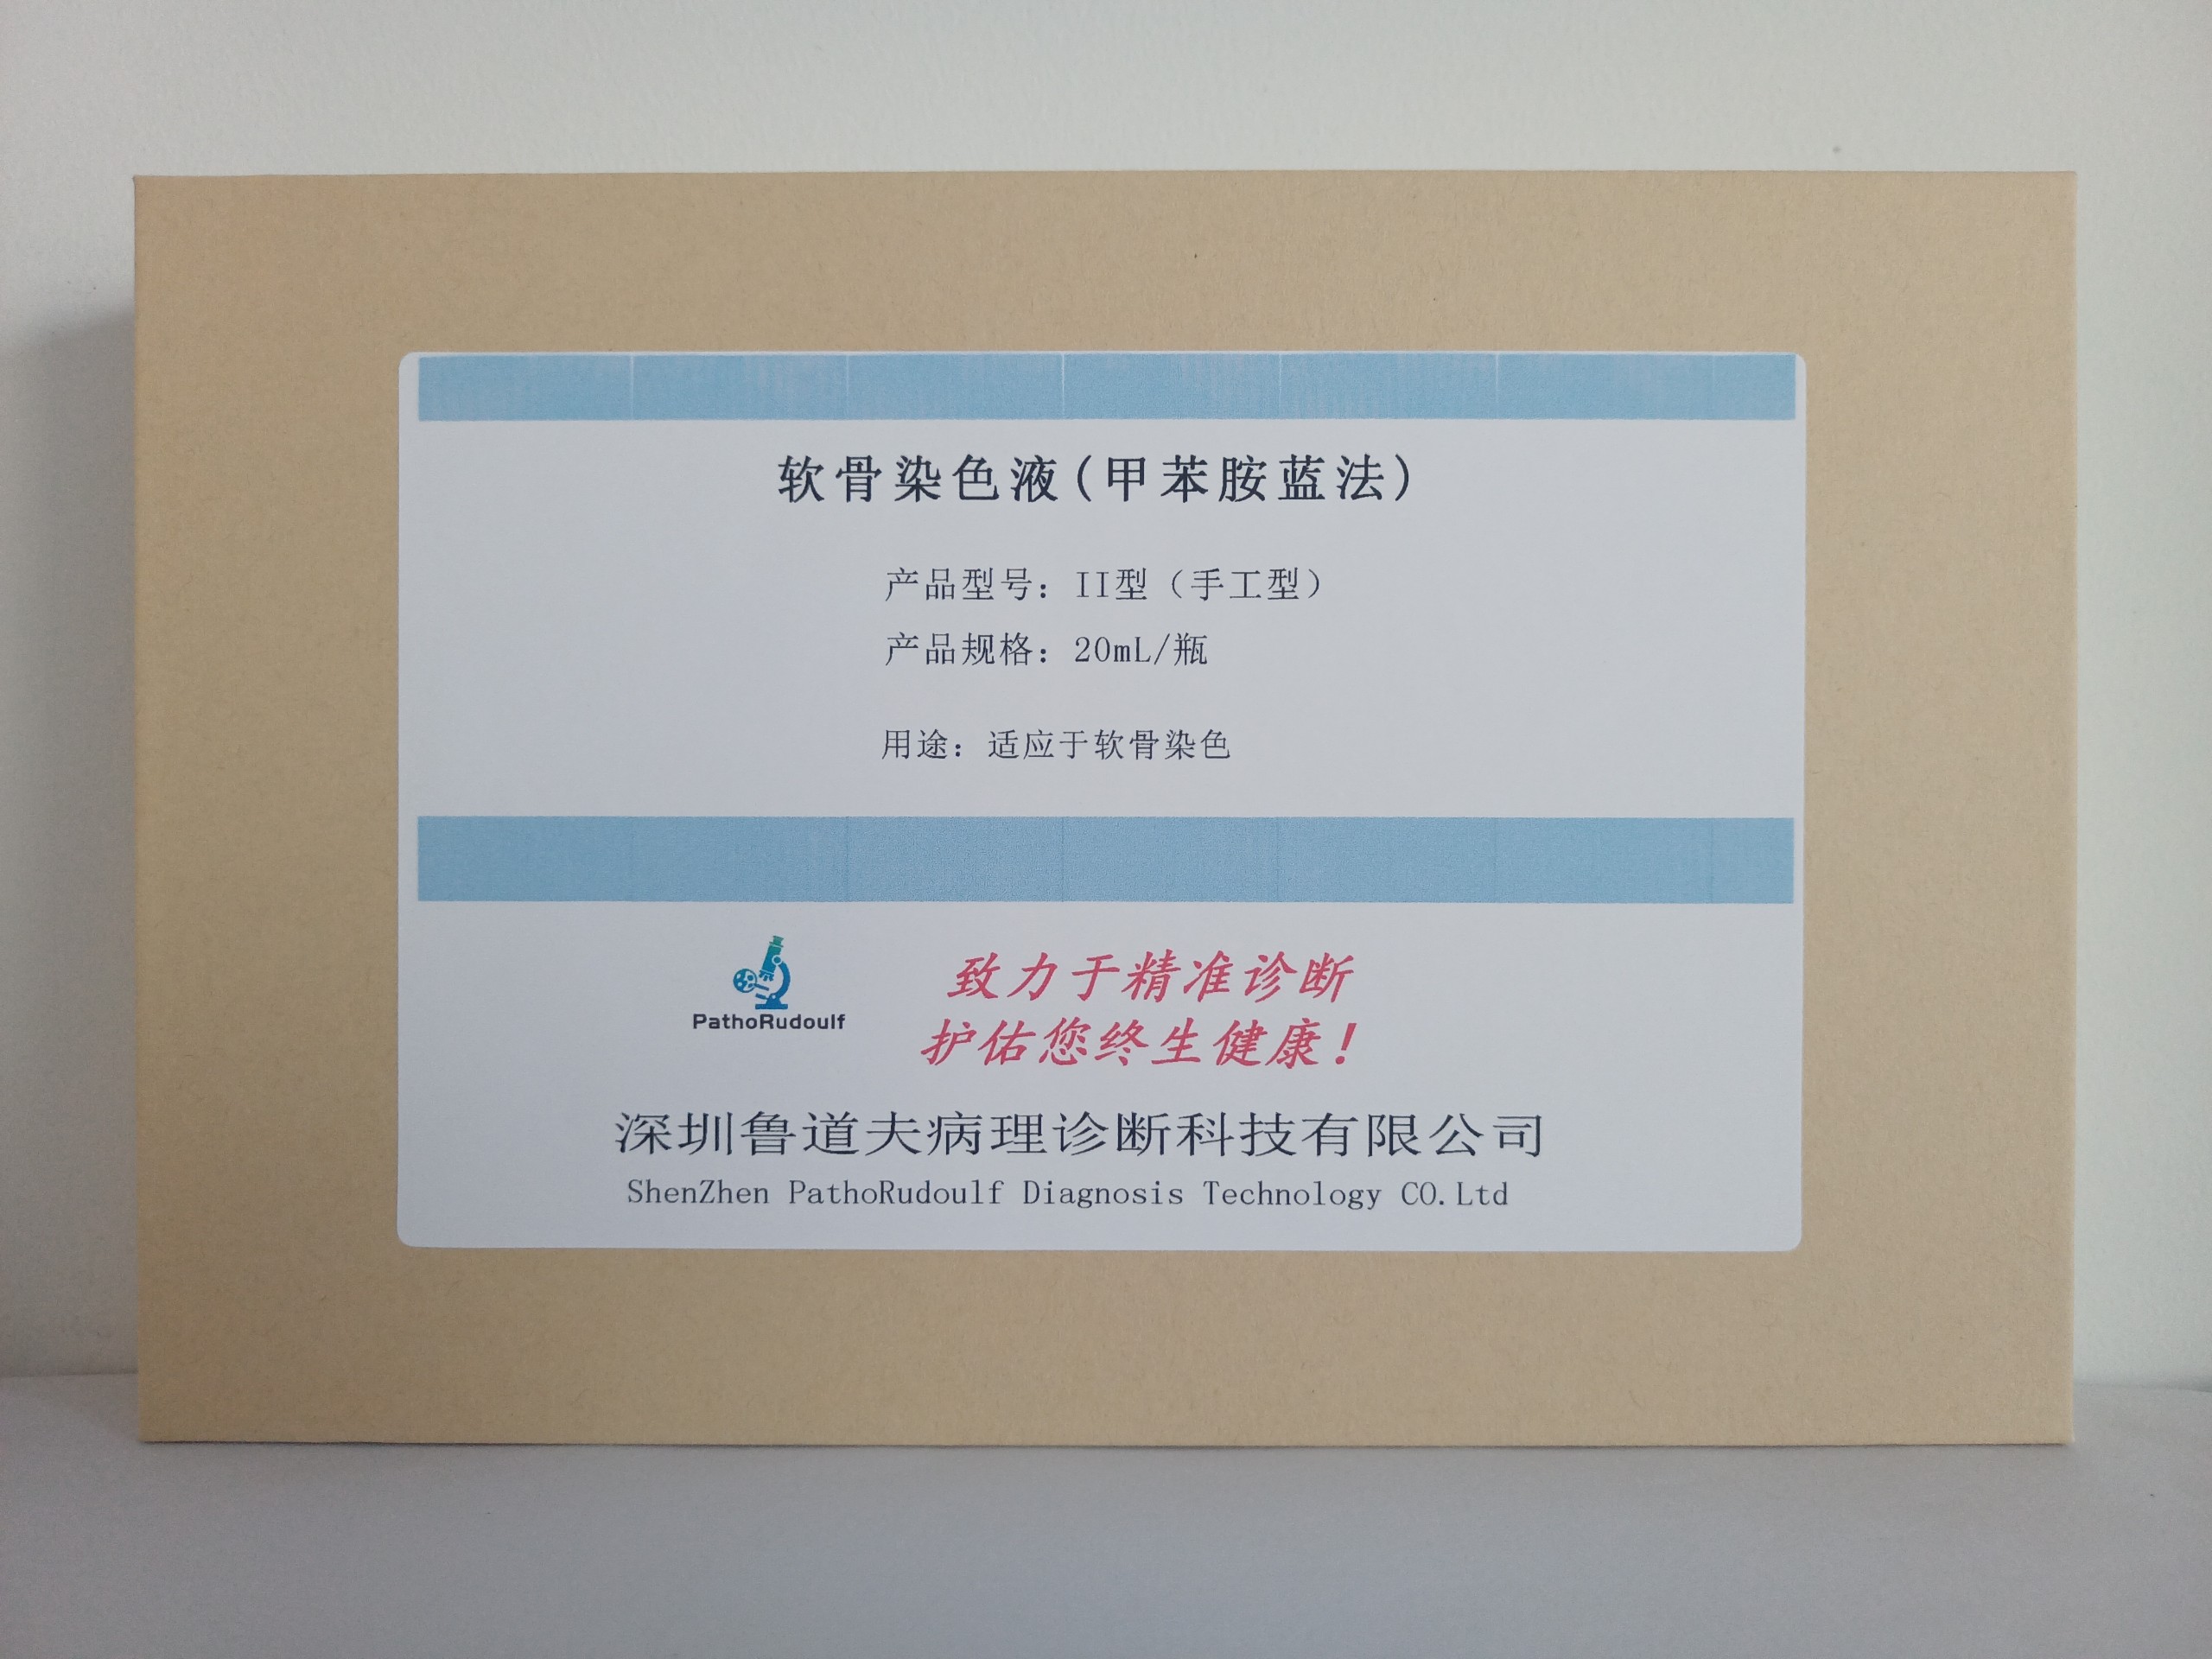 软骨染色液(甲苯胺蓝法)
产品型号：II型（手工型）
产品规格：20mL/瓶
用途：适应于软骨染色
PathoRudoulf
致力于精准诊断
护佑您终生健康！
深圳鲁道夫病理诊断科技有限公司
ShenZhen PathoRudoulf Diagnosis Technology CO.Ltd